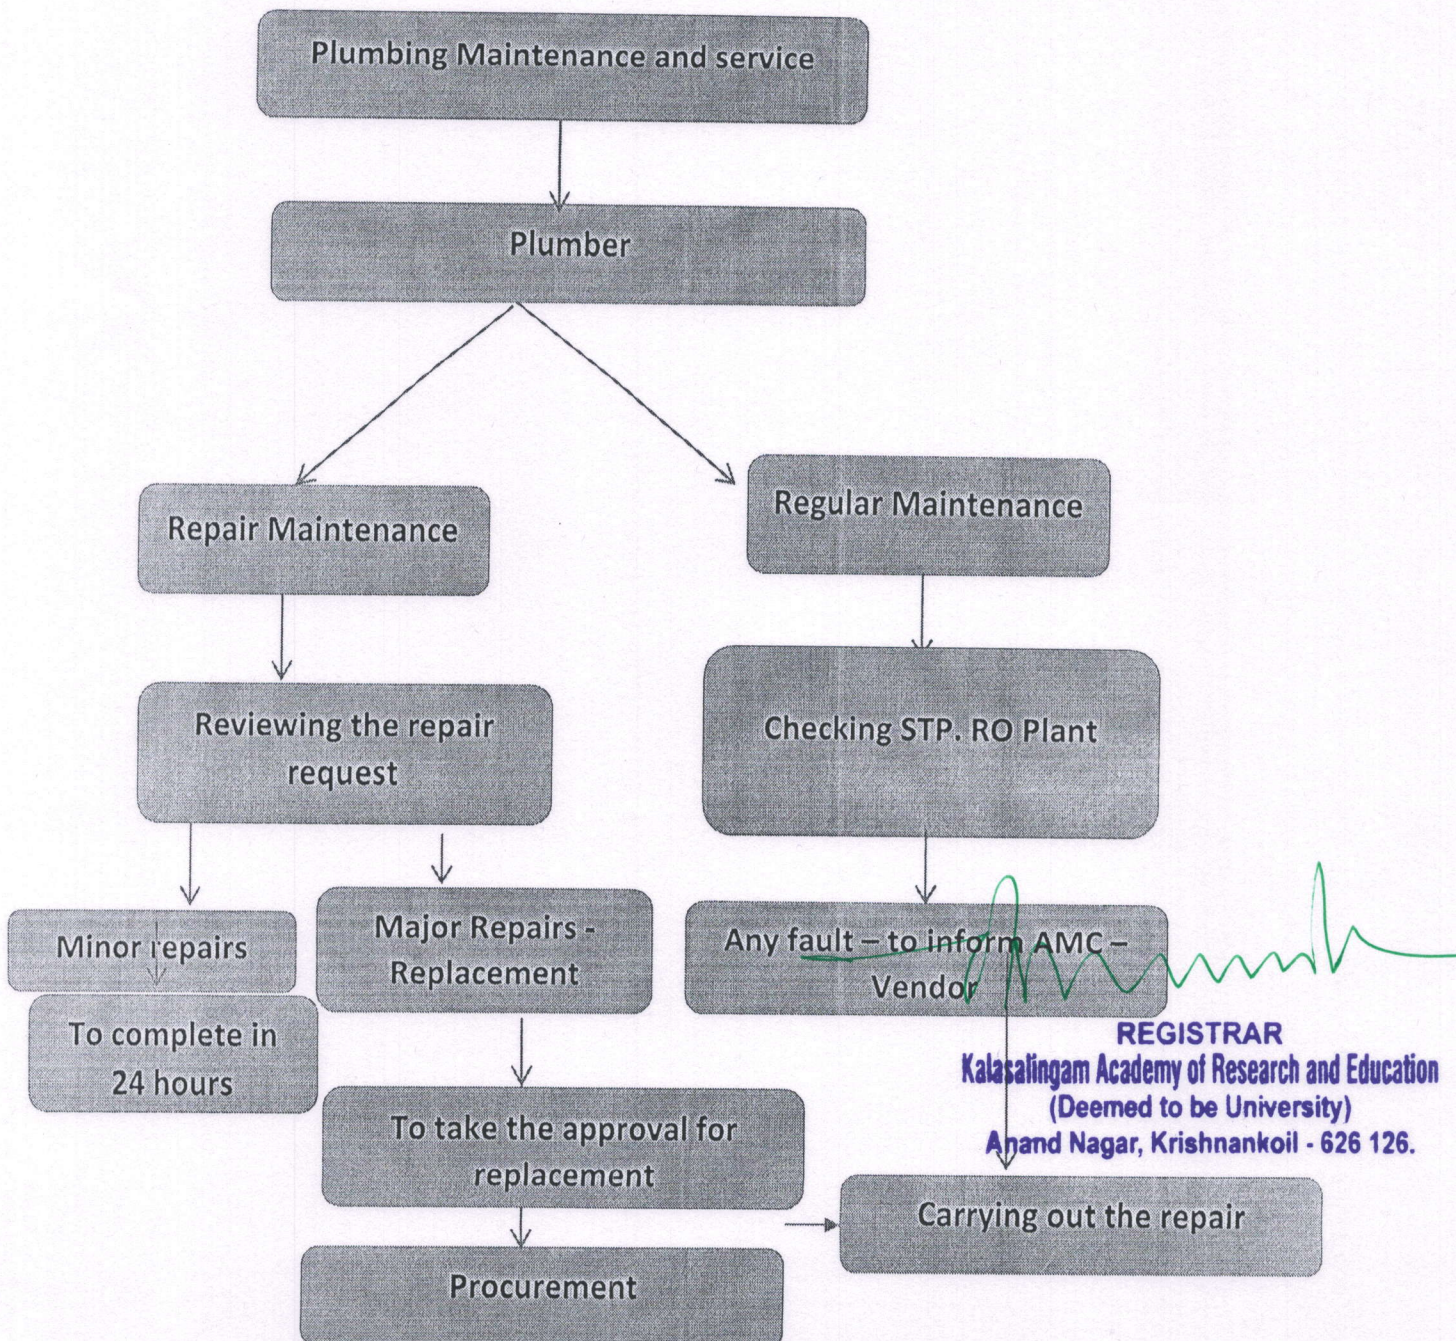 Plumbing Maintenance and service
Plumber
Repair Maintenance
Regular Maintenance
Reviewing the repair
request
Checking STP. RO Plant
Minor repairs
Major Repairs -
Replacement
Any fault – to inform AMC –
Vendor
To complete in
24 hours
REGISTRAR
Kalasalingam Academy of Research and Education
(Deemed to be University)
Anand Nagar, Krishnankoil - 626 126.
To take the approval for
replacement
Carrying out the repair
Procurement